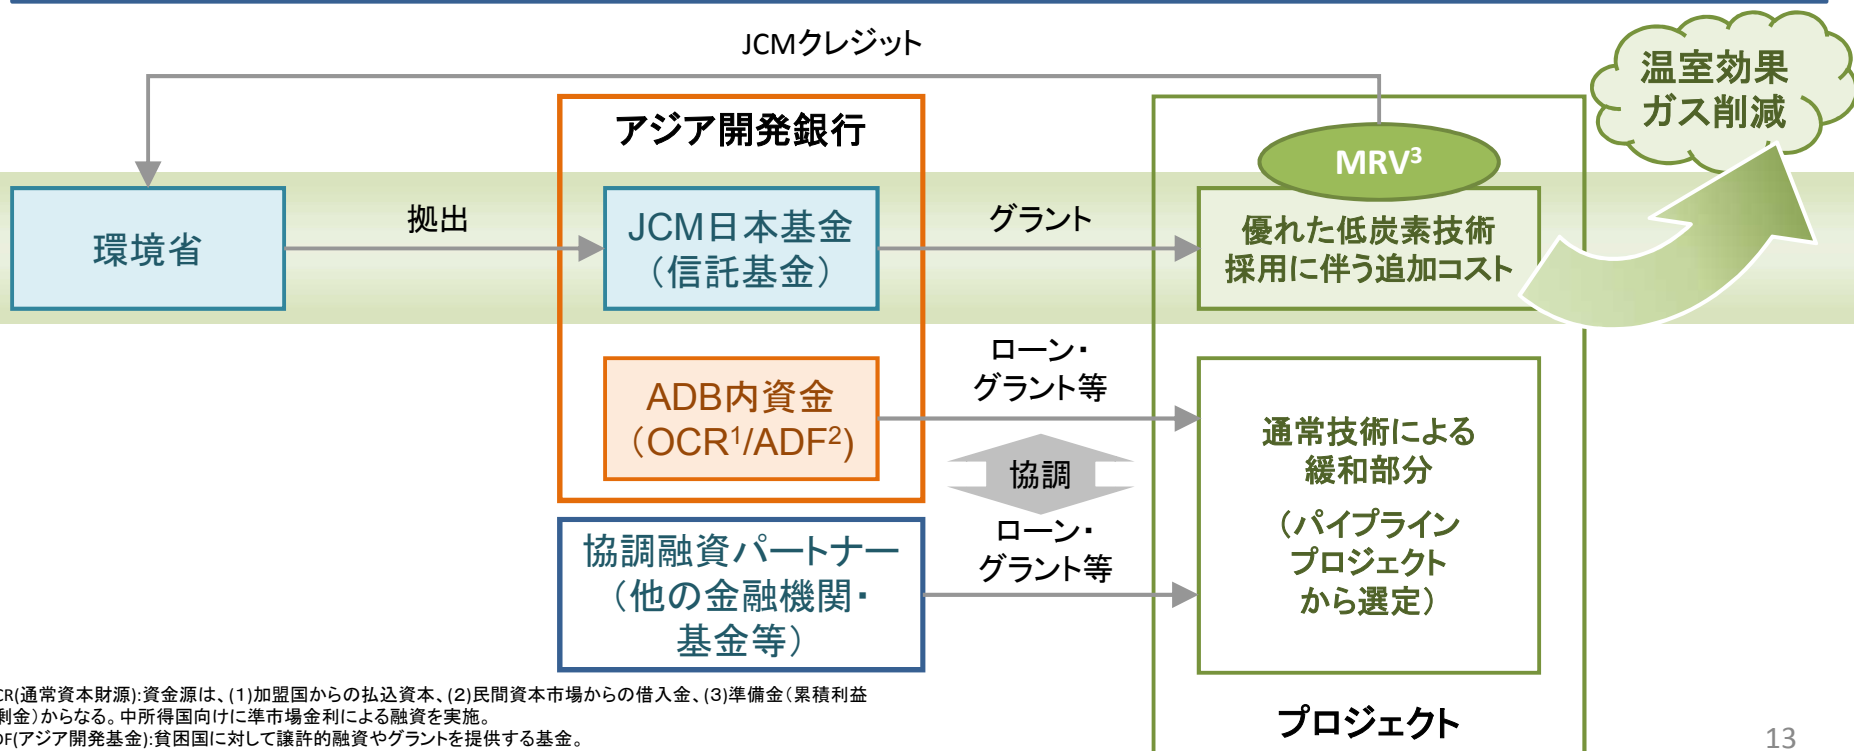 JCMクレジット
温室効果
ガス削減
アジア開発銀行
MRV3
環境省
拠出
JCM日本基金
（信託基金）
グラント
優れた低炭素技術
採用に伴う追加コスト
ローン・
グラント等
ADB内資金
（OCR1/ADF2）
協調
通常技術による
緩和部分
（パイプライン
プロジェクト
から選定）
ローン・
グラント等
協調融資パートナー
（他の金融機関・
基金等）
プロジェクト
CR(通常資本財源):資金源は、(1)加盟国からの払込資本、(2)民間資本市場からの借入金、(3)準備金（累積利益
剰金）からなる。中所得国向けに準市場金利による融資を実施。
DF(アジア開発基金):貧困国に対して譲許的融資やグラントを提供する基金。
13